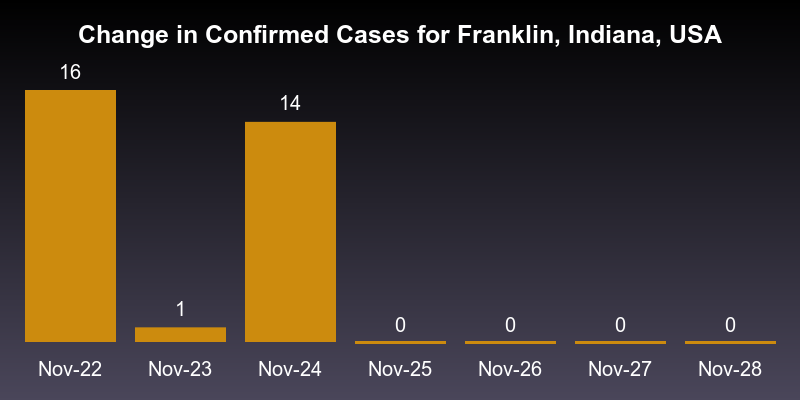 Change in Confirmed Cases for Franklin, Indiana, USA
16
1
14
0
0
0
0
Nov-22
Nov-23
Nov-24
Nov-25
Nov-26
Nov-27
Nov-28